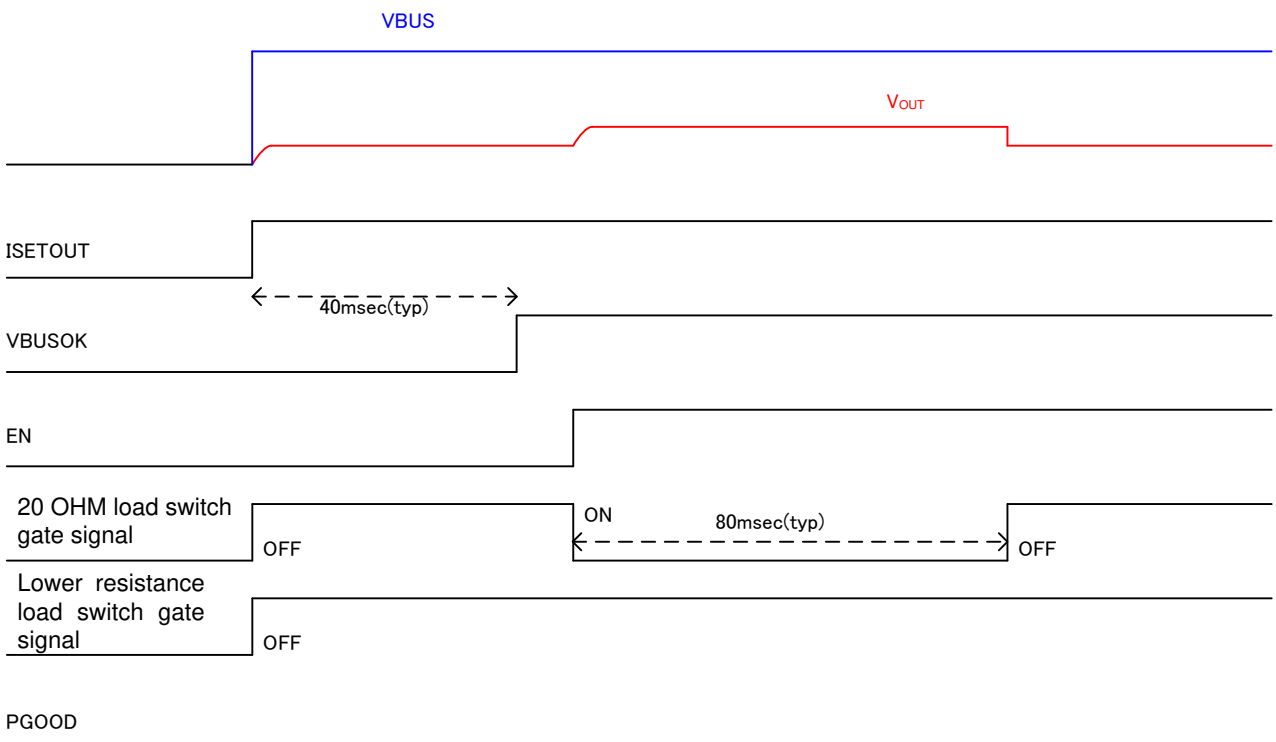 VBUS
VOUT
ISETOUT
40msec(typ)
VBUSOK
EN
20 OHM load switch
gate signal
OFF
ON
80msec(typ)
OFF
Lower resistance
load switch gate
signal
OFF
PGOOD